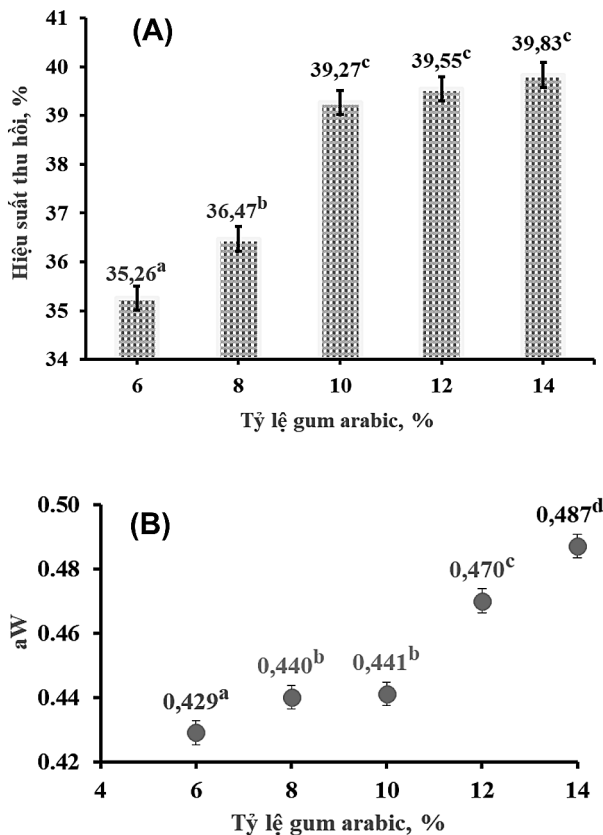 (A)
41
40
39
38
37
36
35
34
Hiệu suất thu hồi, %
35,26ᵃ
36,47ᵇ
39,27ᶜ
39,55ᶜ
39,83ᶜ
6 8 10 12 14
Tỷ lệ gum arabic, %
(B)
0.50
0.48
0.46
0.44
0.42
aW
0,429ᵃ
0,440ᵇ
0,441ᵇ
0,470ᶜ
0,487ᵈ
4 6 8 10 12 14
Tỷ lệ gum arabic, %